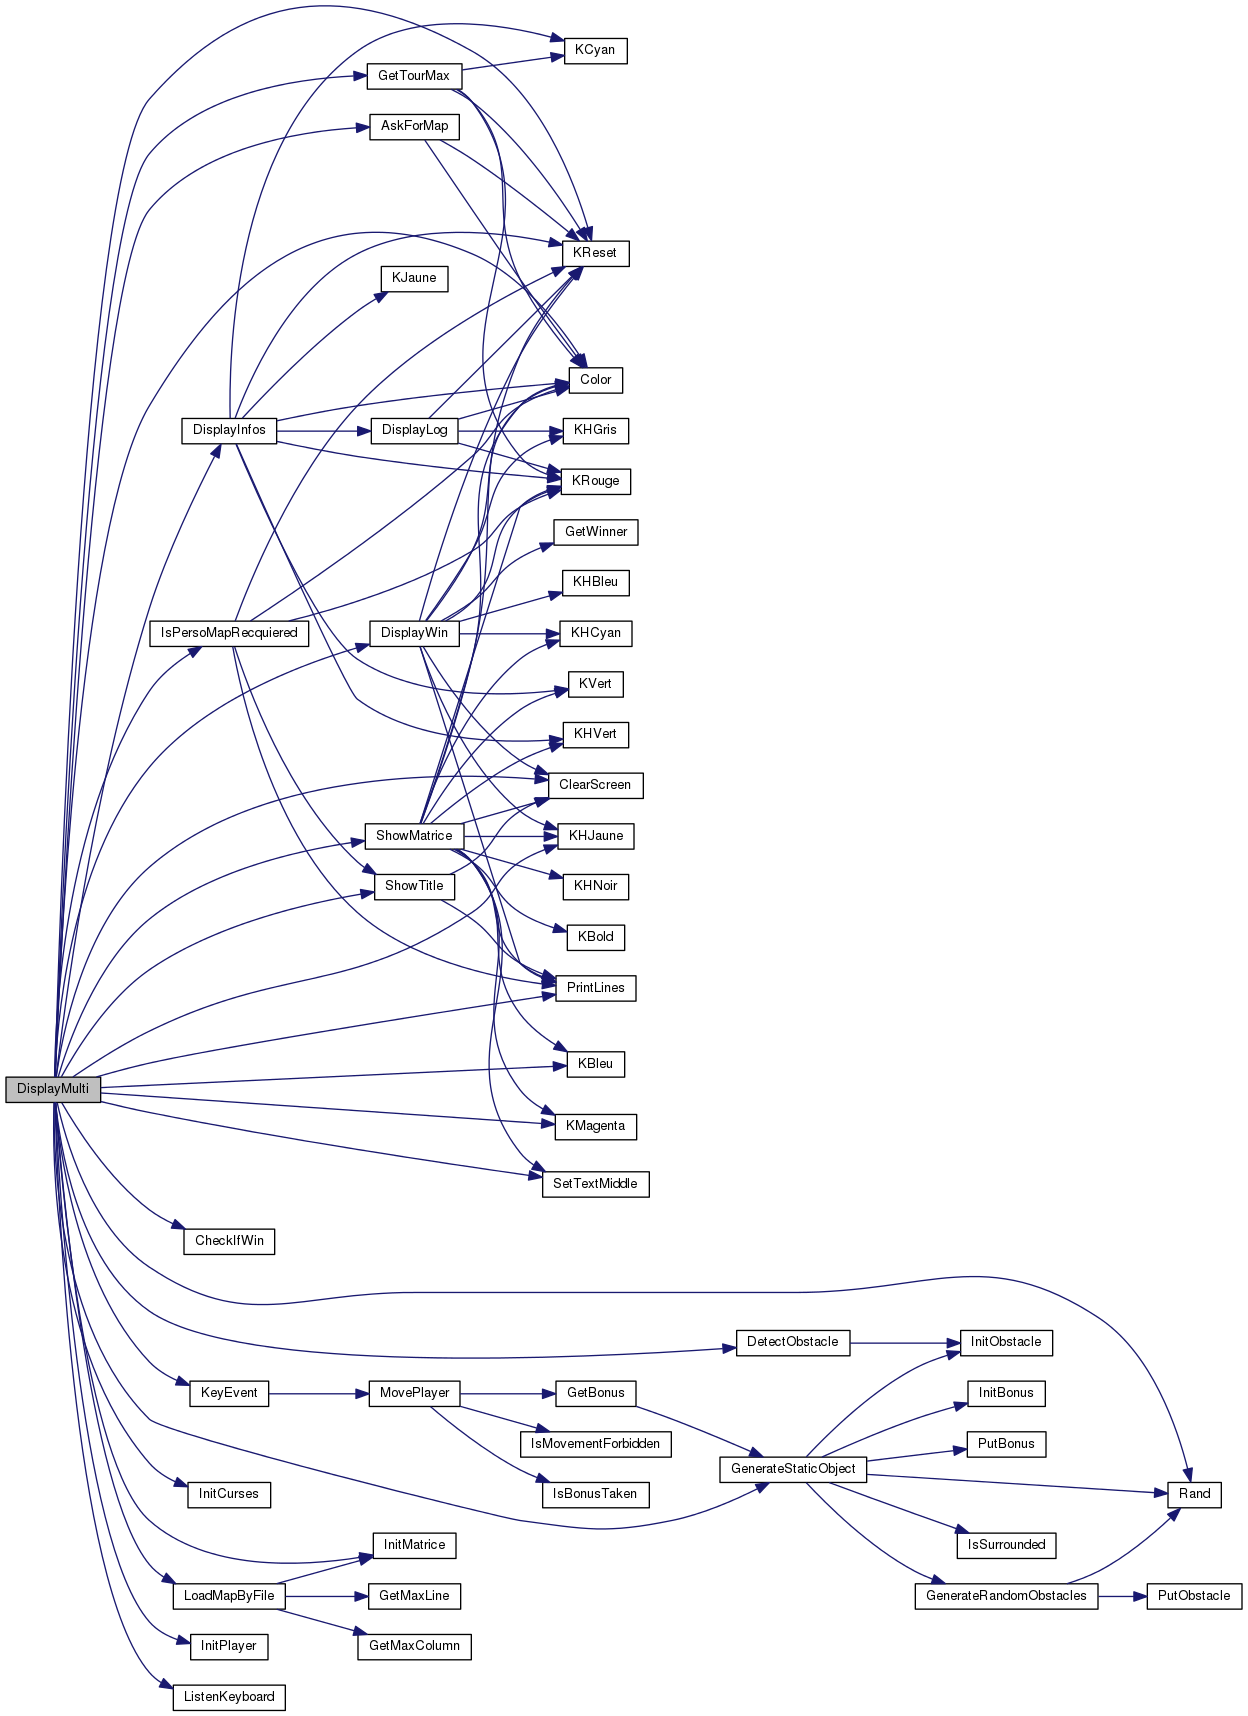 KCyan
GetTourMax
AskForMap
KReset
KJaune
Color
DisplayInfos
DisplayLog
KHGris
KRouge
GetWinner
KHBleu
IsPersoMapRecquiered
DisplayWin
KHCyan
KVert
KHVert
ClearScreen
ShowMatrice
KHJaune
ShowTitle
KHNoir
KBold
PrintLines
KBleu
DisplayMulti
KMagenta
SetTextMiddle
CheckIfWin
DetectObstacle
InitObstacle
KeyEvent
MovePlayer
GetBonus
InitBonus
IsMovementForbidden
PutBonus
GenerateStaticObject
InitCurses
IsBonusTaken
Rand
InitMatrice
IsSurrounded
LoadMapByFile
GetMaxLine
GenerateRandomObstacles
PutObstacle
InitPlayer
GetMaxColumn
ListenKeyboard